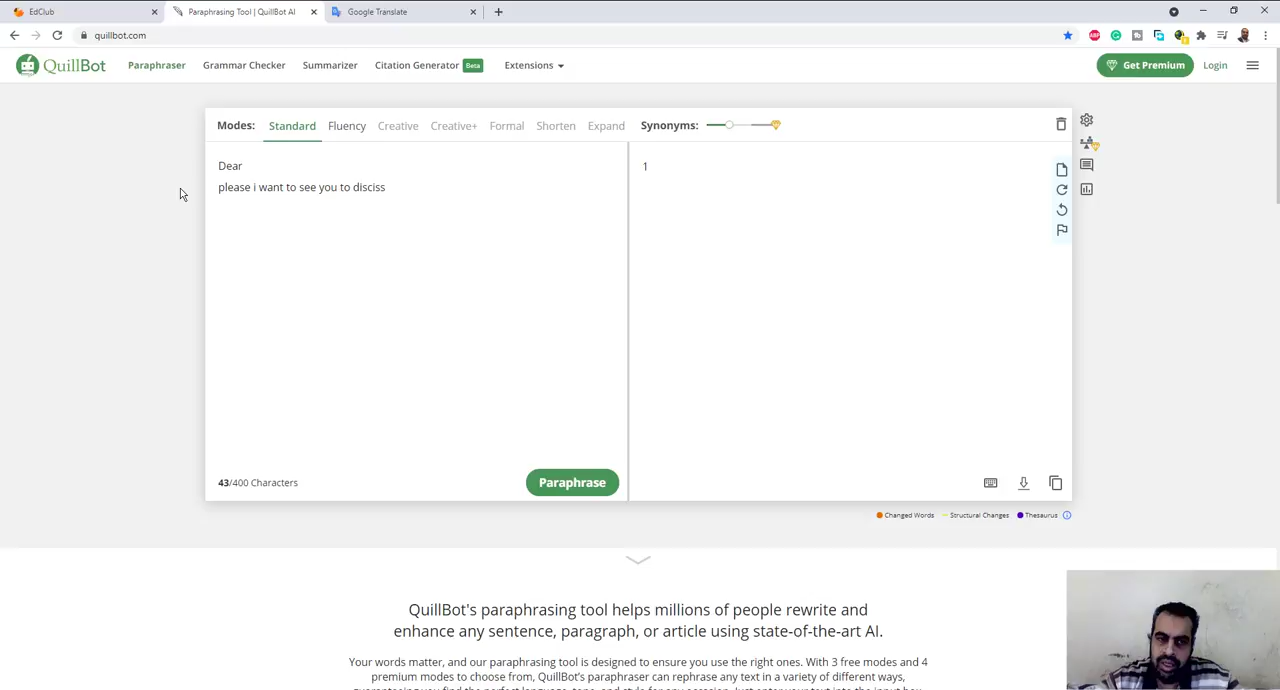 EdClub
Paraphrasing Tool | QuillBot AI
Google Translate
quillbot.com
QuillBot
Paraphraser
Grammar Checker
Summarizer
Citation Generator Beta
Extensions
Get Premium
Login
Modes: Standard Fluency Creative Creative+ Formal Shorten Expand Synonyms:
Dear
please i want to see you to disciss
1
43/400 Characters
Paraphrase
Changed Words Structural Changes Thesaurus
QuillBot's paraphrasing tool helps millions of people rewrite and
enhance any sentence, paragraph, or article using state-of-the-art AI.
Your words matter, and our paraphrasing tool is designed to ensure you use the right ones. With 3 free modes and 4
premium modes to choose from, QuillBot's paraphraser can rephrase any text in a variety of different ways,